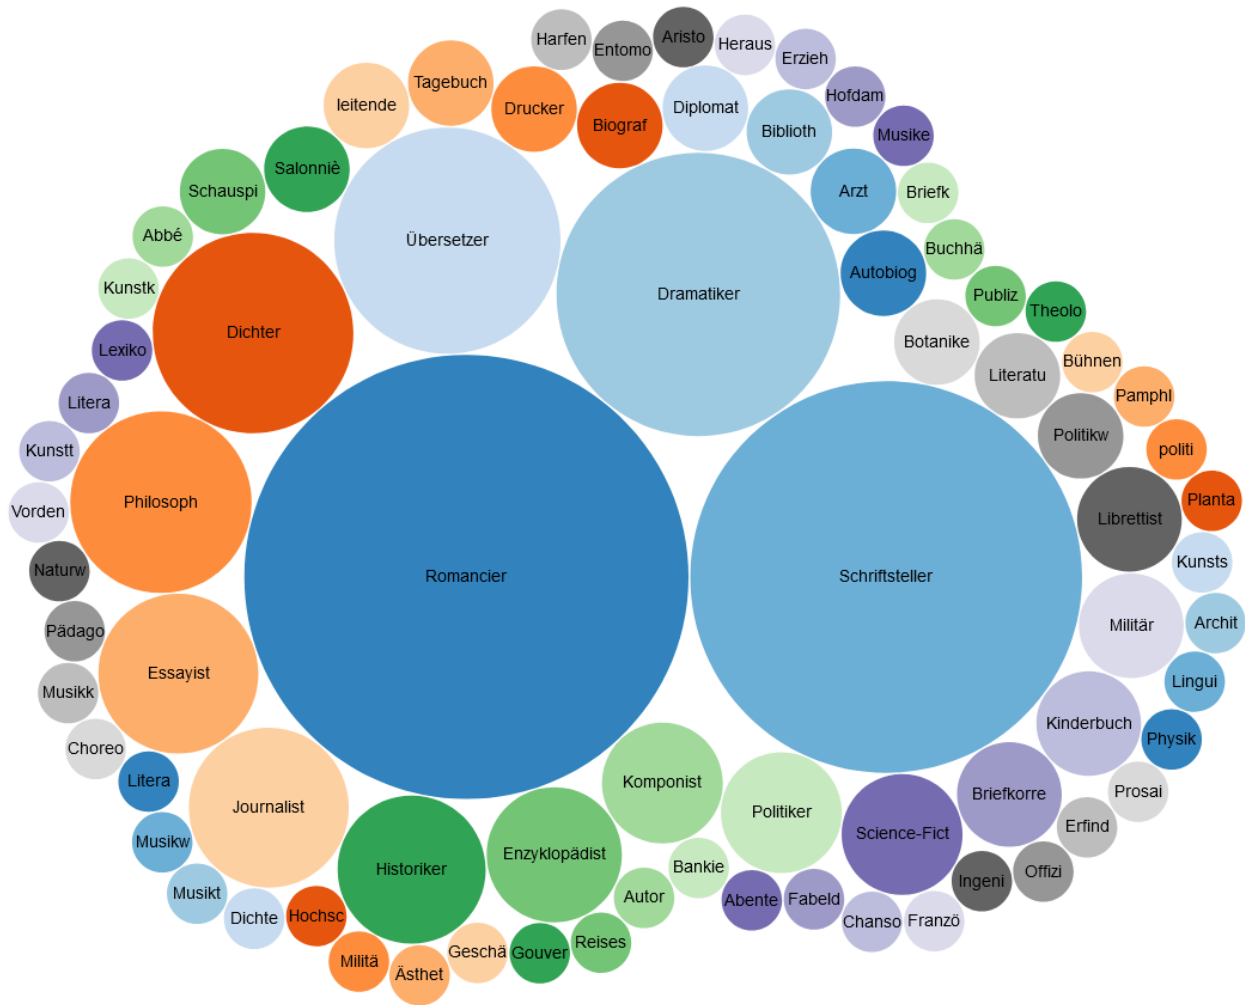 Harfen
Entomo
Aristo
Heraus
Erzieh
Tagebuch
leitende
Drucker
Biograf
Diplomat
Biblioth
Hofdam
Musike
Salonniè
Schauspi
Arzt
Briefk
Abbé
Übersetzer
Dramatiker
Autobiog
Buchhä
Kunstk
Publiz
Theolo
Dichter
Botanike
Lexiko
Literatu
Bühnen
Litera
Pamphl
Politikw
politi
Kunstt
Philosoph
Planta
Vorden
Librettist
Kunsts
Naturw
Romancier
Schriftsteller
Pädago
Militär
Archit
Essayist
Lingui
Musikk
Kinderbuch
Physik
Choreo
Litera
Komponist
Prosai
Briefkorre
Journalist
Politiker
Erfind
Science-Fict
Musikw
Enzyklopädist
Historiker
Bankie
Offizi
Ingeni
Musikt
Autor
Abente
Fabeld
Dichte
Hochsc
Chanso
Franzö
Reises
Geschä
Gouver
Militä
Ästhet